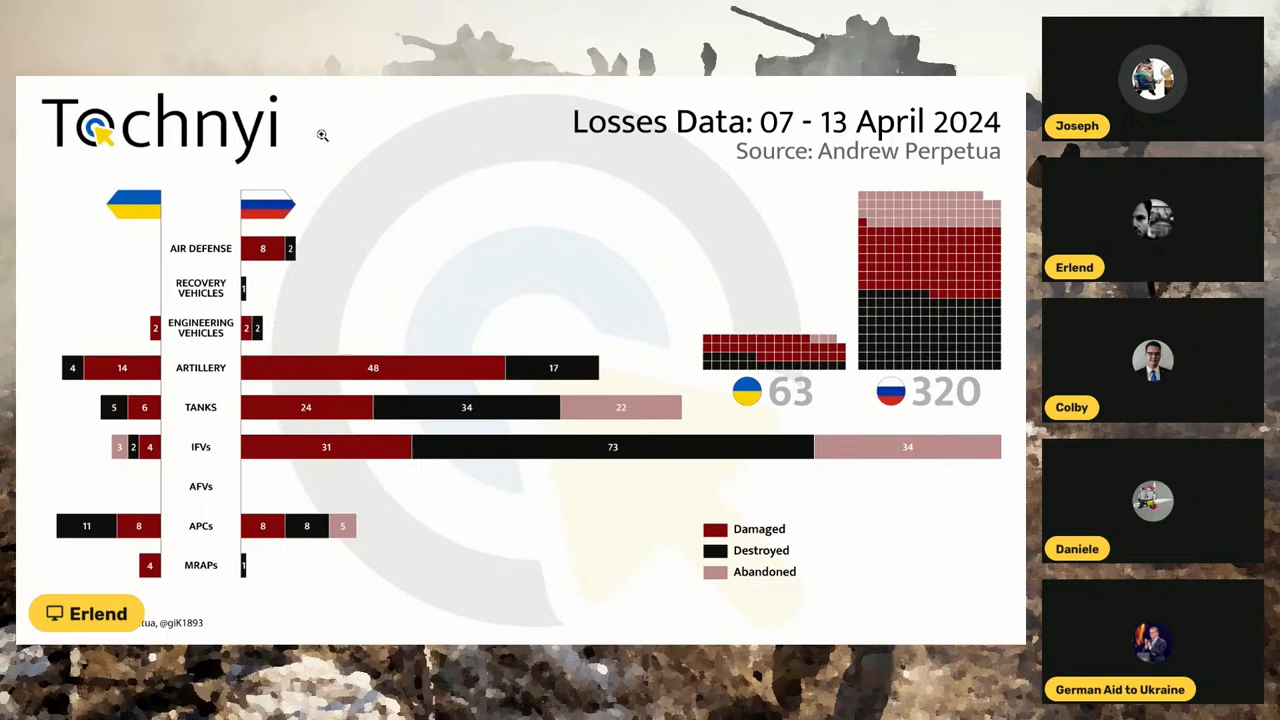 Technyi
Losses Data: 07 - 13 April 2024
Source: Andrew Perpetua
AIR DEFENSE
8 2
RECOVERY
VEHICLES
1
2
ENGINEERING
VEHICLES
2 2
4 14
ARTILLERY
48 17
5 6
TANKS
24 34 22
3 2 4
IFVs
31 73 34
AFVs
11 8
APCs
8 8 5
4
MRAPs
1
63
320
Damaged
Destroyed
Abandoned
Erlend
tua, @giK1893
Joseph
Erlend
Colby
Daniele
German Aid to Ukraine